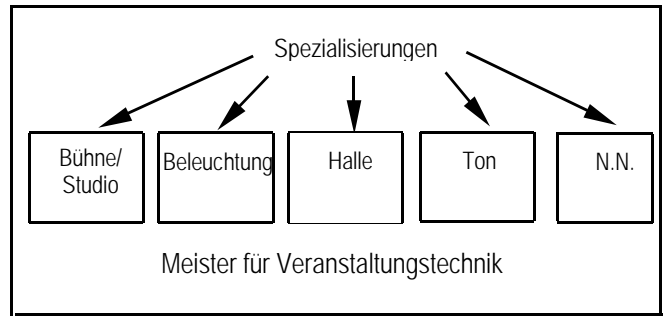 Spezialisierungen
Bühne/
Studio
Beleuchtung
Halle
Ton
N.N.
Meister für Veranstaltungstechnik